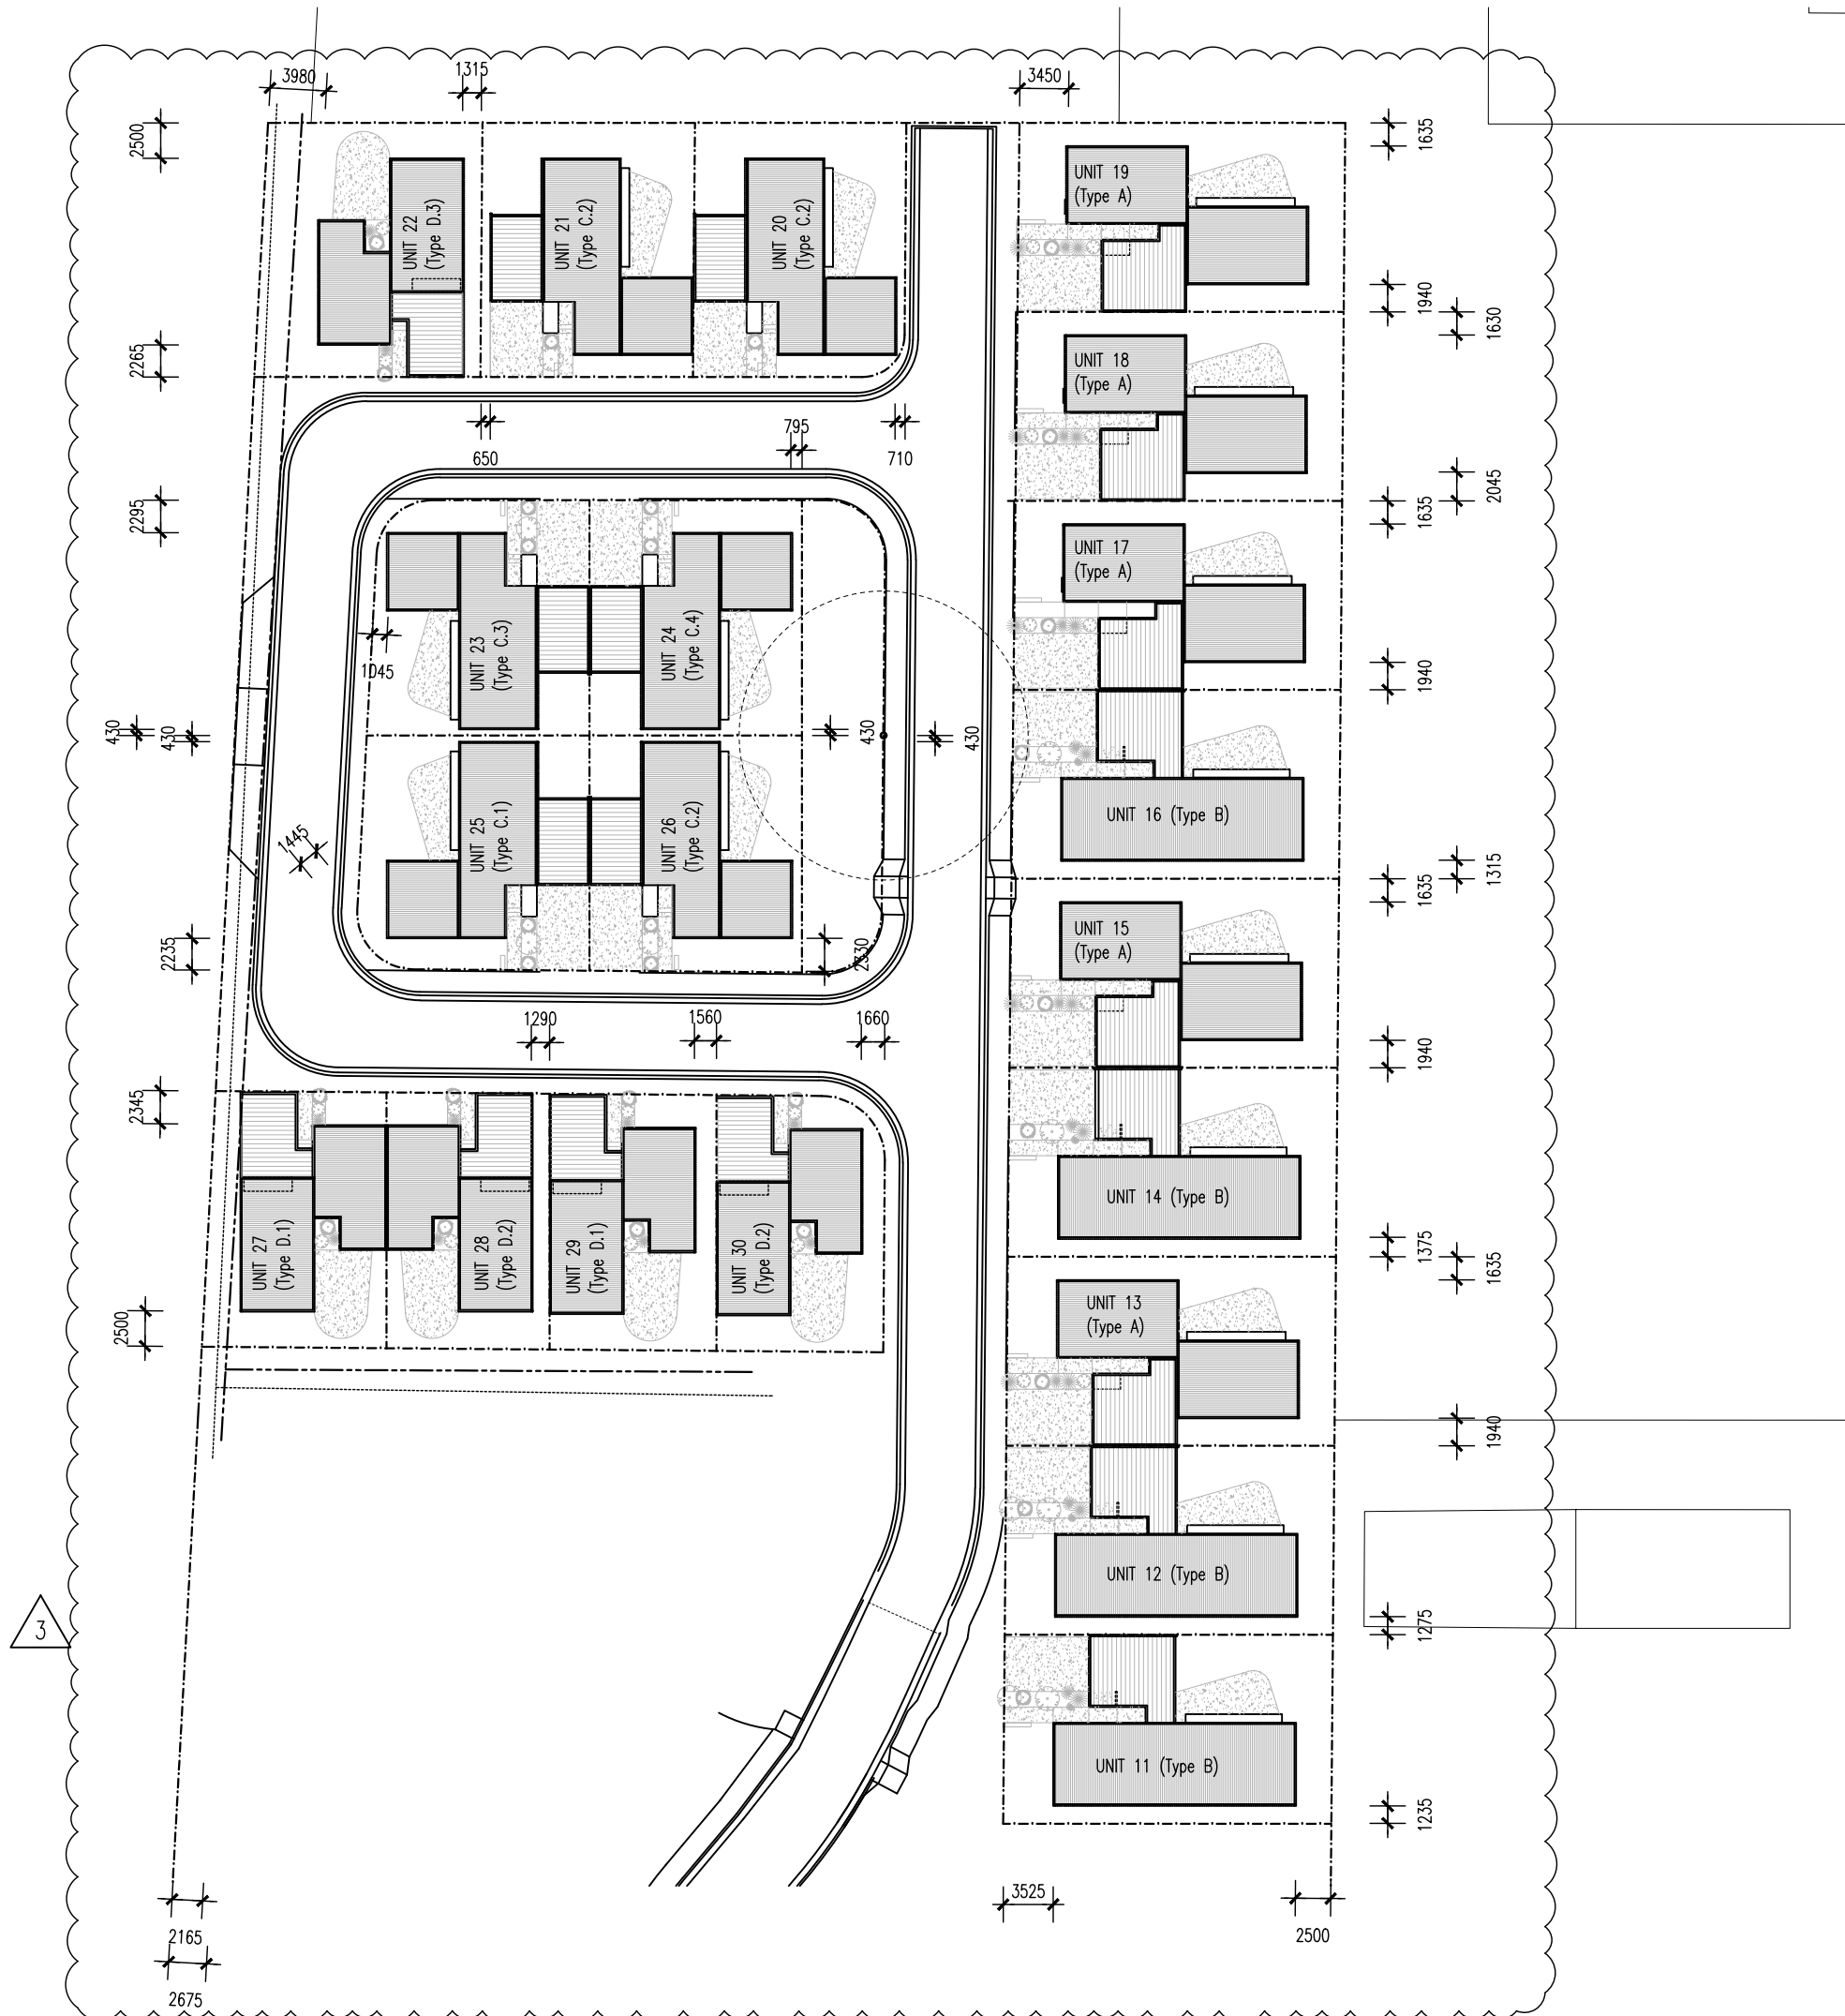 3980
1315
3450
2500
1635
UNIT 22
(Type D.3)
UNIT 21
(Type C.2)
UNIT 20
(Type C.2)
UNIT 19
(Type A)
1940
1630
2265
UNIT 18
(Type A)
650
795
710
2295
1635
2045
UNIT 17
(Type A)
UNIT 23
(Type C.3)
UNIT 24
(Type C.4)
1045
1940
430
430
430
430
UNIT 25
(Type C.1)
UNIT 26
(Type C.2)
UNIT 16 (Type B)
1445
1635
1315
2235
2330
UNIT 15
(Type A)
1290
1560
1660
1940
2345
UNIT 27
(Type D.1)
UNIT 28
(Type D.2)
UNIT 29
(Type D.1)
UNIT 30
(Type D.2)
UNIT 14 (Type B)
1375
1635
2500
UNIT 13
(Type A)
1940
UNIT 12 (Type B)
3
1275
UNIT 11 (Type B)
1235
3525
2165
2500
2675